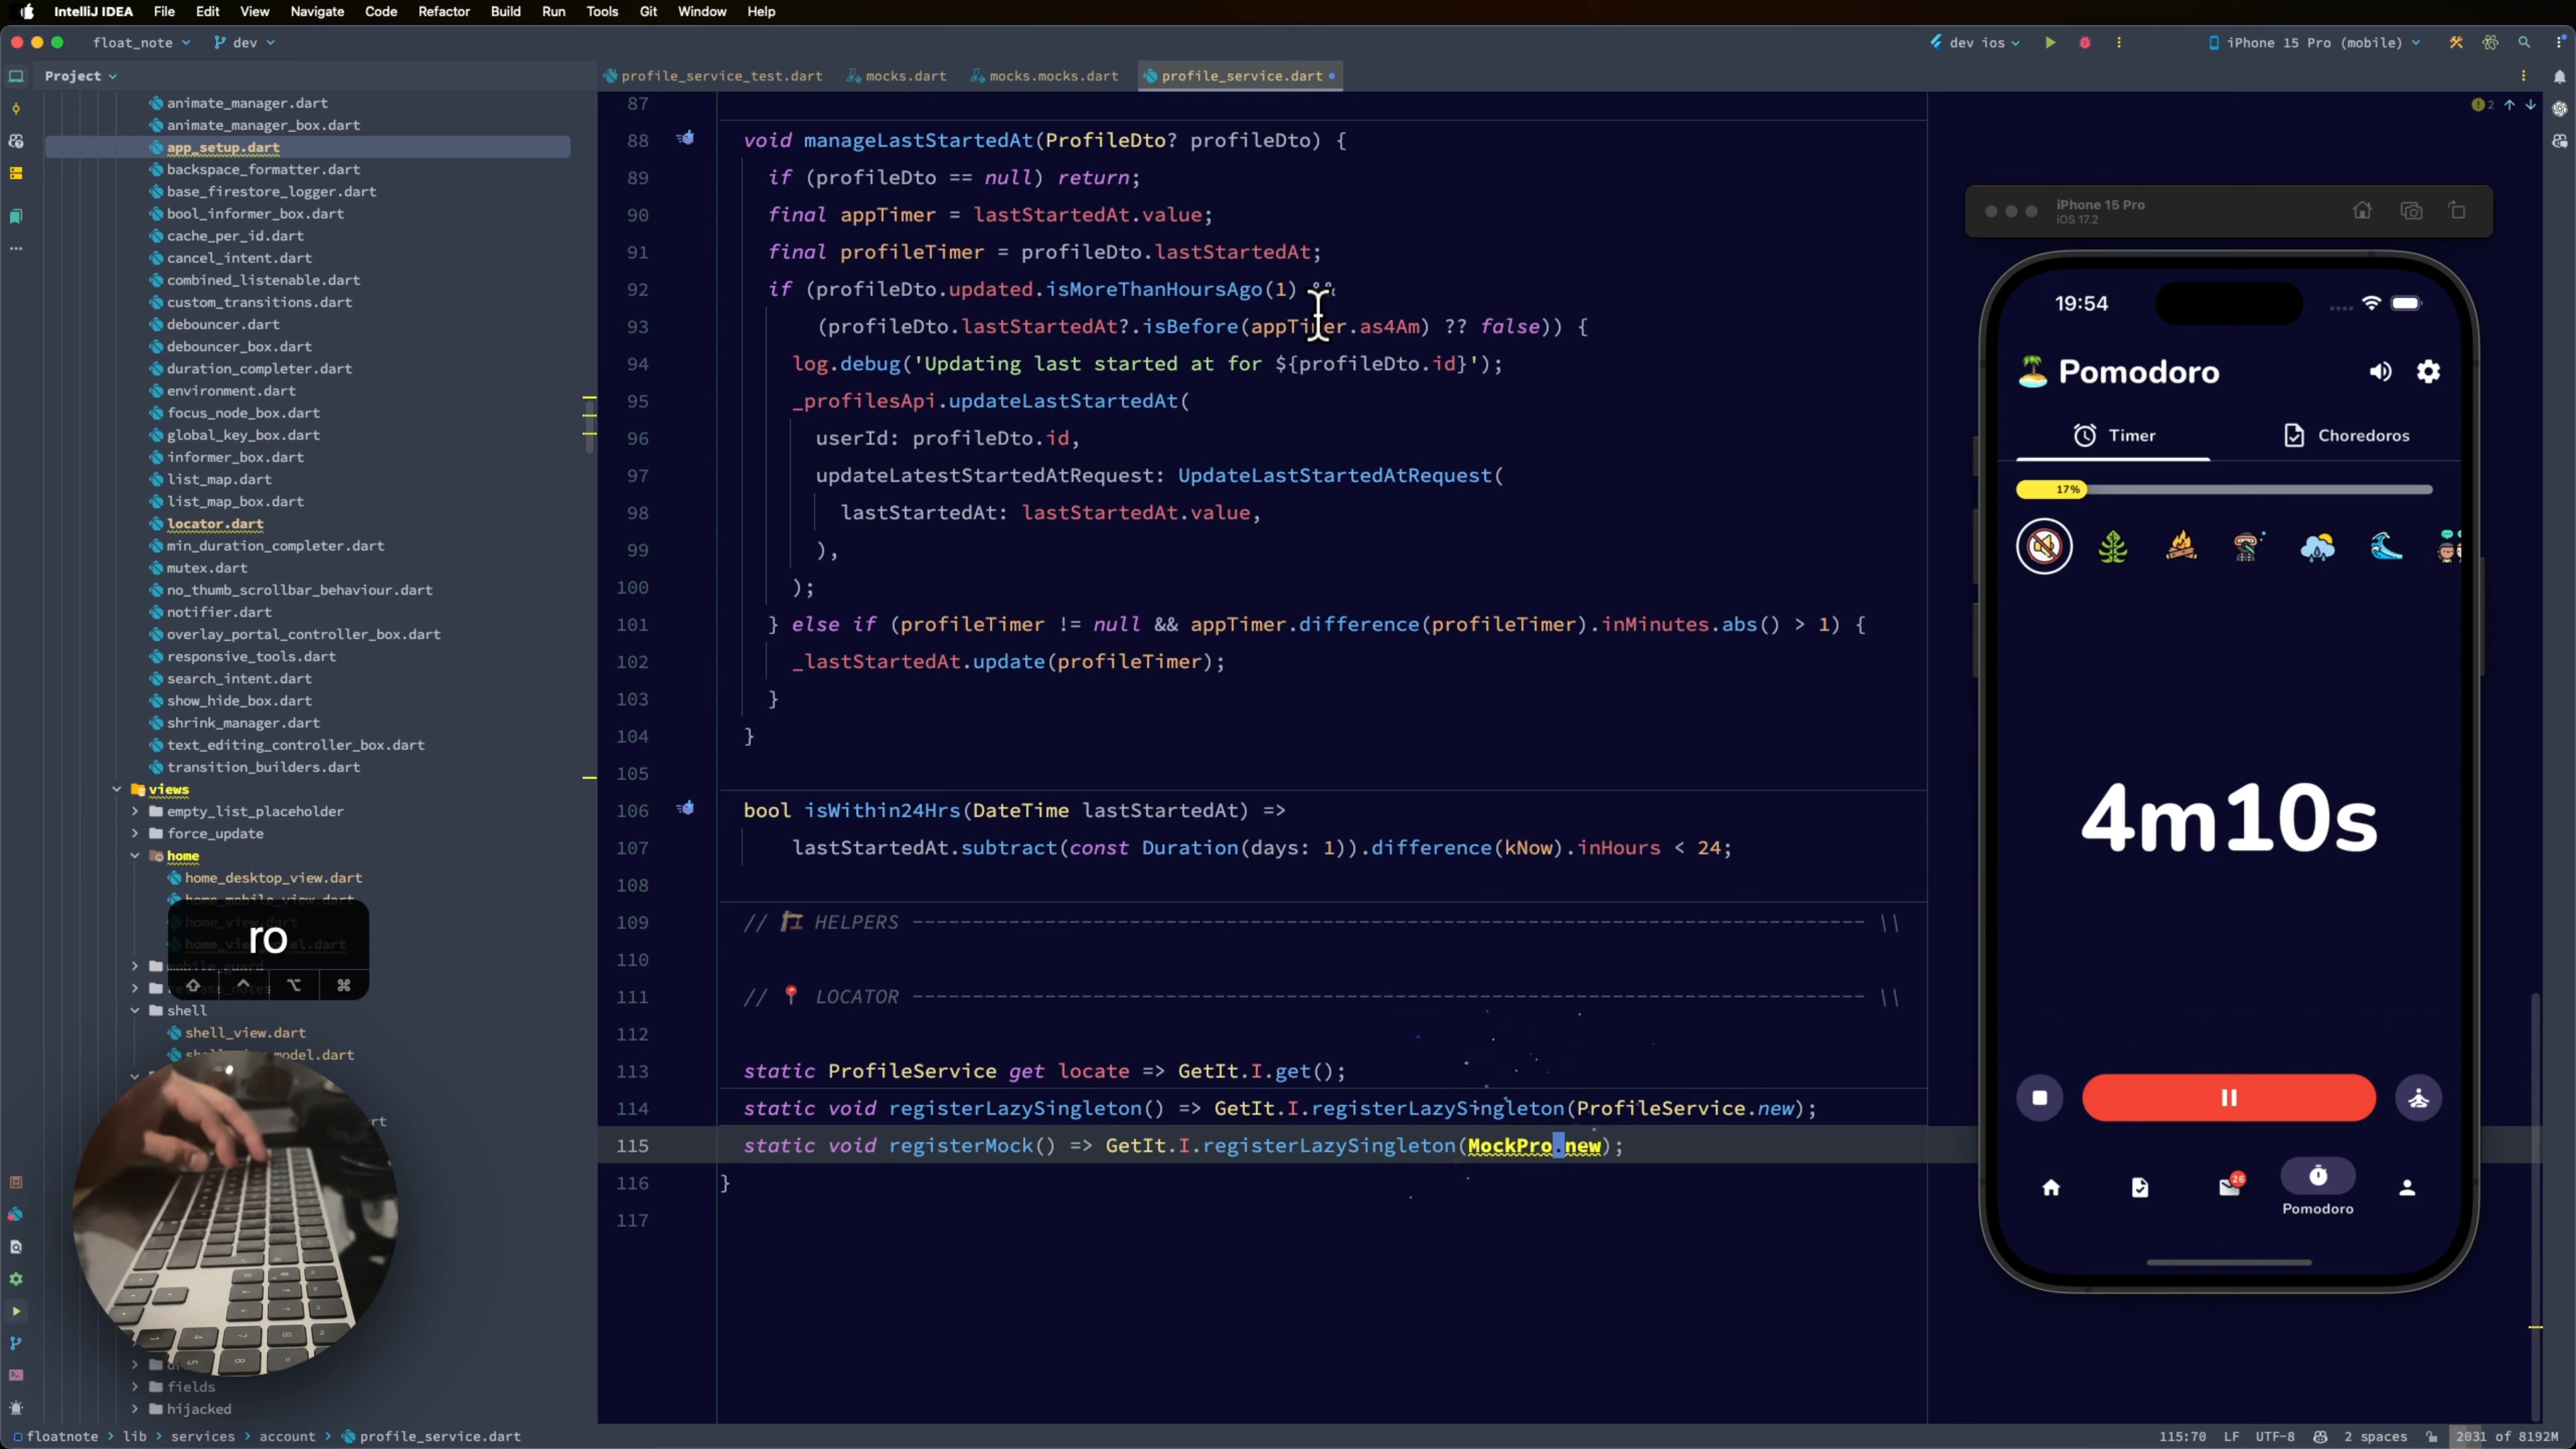 IntelliJ IDEA File Edit View Navigate Code Refactor Build Run Tools Git Window Help
float_note dev dev ios iPhone 15 Pro (mobile)
Project
profile_service_test.dart mocks.dart mocks.mocks.dart profile_service.dart
animate_manager.dart
animate_manager_box.dart
app_setup.dart
backspace_formatter.dart
base_firestore_logger.dart
bool_informer_box.dart
cache_per_id.dart
cancel_intent.dart
combined_listenable.dart
custom_transitions.dart
debouncer.dart
debouncer_box.dart
duration_completer.dart
environment.dart
focus_node_box.dart
global_key_box.dart
informer_box.dart
list_map.dart
list_map_box.dart
locator.dart
min_duration_completer.dart
mutex.dart
no_thumb_scrollbar_behaviour.dart
notifier.dart
overlay_portal_controller_box.dart
responsive_tools.dart
search_intent.dart
show_hide_box.dart
shrink_manager.dart
text_editing_controller_box.dart
transition_builders.dart
views
empty_list_placeholder
force_update
home
home_desktop_view.dart
home_mobile_view.dart
home_view.dart
ro
shell
shell_view.dart
fields
hijacked
87
88 void manageLastStartedAt(ProfileDto? profileDto) {
89 if (profileDto == null) return;
90 final appTimer = lastStartedAt.value;
91 final profileTimer = profileDto.lastStartedAt;
92 if (profileDto.updated.isMoreThanHoursAgo(1) &&
93 (profileDto.lastStartedAt?.isBefore(appTimer.as4Am) ?? false)) {
94 log.debug('Updating last started at for ${profileDto.id}');
95 _profilesApi.updateLastStartedAt(
96 userId: profileDto.id,
97 updateLatestStartedAtRequest: UpdateLastStartedAtRequest(
98 lastStartedAt: lastStartedAt.value,
99 ),
100 );
101 } else if (profileTimer != null && appTimer.difference(profileTimer).inMinutes.abs() > 1) {
102 _lastStartedAt.update(profileTimer);
103 }
104 }
105
106 bool isWithin24Hrs(DateTime lastStartedAt) =>
107 lastStartedAt.subtract(const Duration(days: 1)).difference(kNow).inHours < 24;
108
109 // 🏗 HELPERS ------------------------------------------------------------------------------- \\
110
111 // 📍 LOCATOR ------------------------------------------------------------------------------- \\
112
113 static ProfileService get locate => GetIt.I.get();
114 static void registerLazySingleton() => GetIt.I.registerLazySingleton(ProfileService.new);
115 static void registerMock() => GetIt.I.registerLazySingleton(MockPro.new);
116 }
117
2
iPhone 15 Pro
iOS 17.2
19:54
Pomodoro
Timer Choredoros
17%
4m10s
26
Pomodoro
floatnote > lib > services > account > profile_service.dart
115:70 LF UTF-8 2 spaces 2031 of 8192M